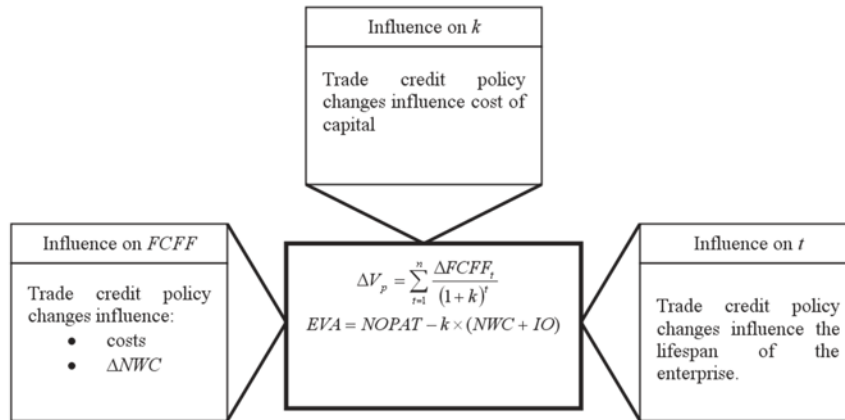 Influence on k
Trade credit policy
changes influence cost of
capital
Influence on FCFF
Trade credit policy
changes influence:
• costs
• ΔNWC
ΔV_p = \sum_{t=1}^{n} \frac{ΔFCFF_t}{(1+k)^t}
EVA = NOPAT − k × (NWC + IO)
Influence on t
Trade credit policy
changes influence the
lifespan of the
enterprise.